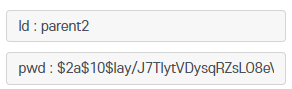 Id : parent2
pwd : $2a$10$lay/J7TlytVDysqRZsLO8e